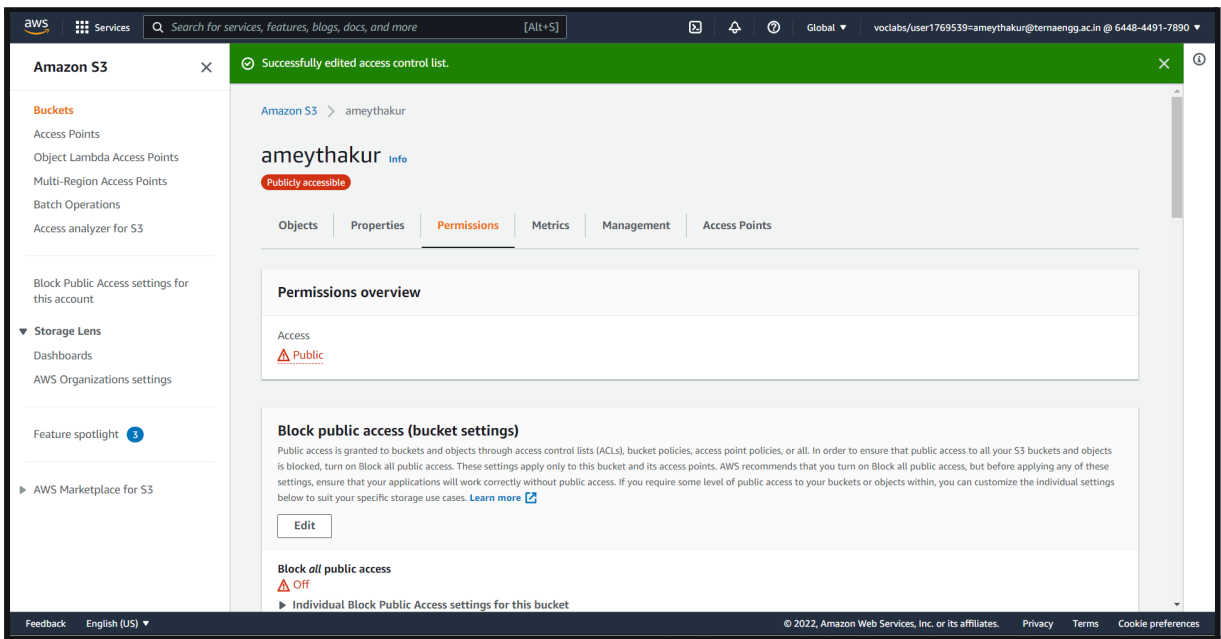 aws
Services
Search for services, features, blogs, docs, and more
[Alt+S]
Global ▼
voclabs/user1769539=ameythakur@ternaengg.ac.in @ 6448-4491-7890 ▼
Amazon S3
Buckets
Access Points
Object Lambda Access Points
Multi-Region Access Points
Batch Operations
Access analyzer for S3
Block Public Access settings for
this account
Storage Lens
Dashboards
AWS Organizations settings
Feature spotlight 3
AWS Marketplace for S3
Successfully edited access control list.
Amazon S3 > ameythakur
ameythakur Info
Publicly accessible
Objects
Properties
Permissions
Metrics
Management
Access Points
Permissions overview
Access
Public
Block public access (bucket settings)
Public access is granted to buckets and objects through access control lists (ACLs), bucket policies, access point policies, or all. In order to ensure that public access to all your S3 buckets and objects
is blocked, turn on Block all public access. These settings apply only to this bucket and its access points. AWS recommends that you turn on Block all public access, but before applying any of these
settings, ensure that your applications will work correctly without public access. If you require some level of public access to your buckets or objects within, you can customize the individual settings
below to suit your specific storage use cases. Learn more
Edit
Block all public access
Off
Individual Block Public Access settings for this bucket
Feedback
English (US) ▼
© 2022, Amazon Web Services, Inc. or its affiliates.
Privacy
Terms
Cookie preferences